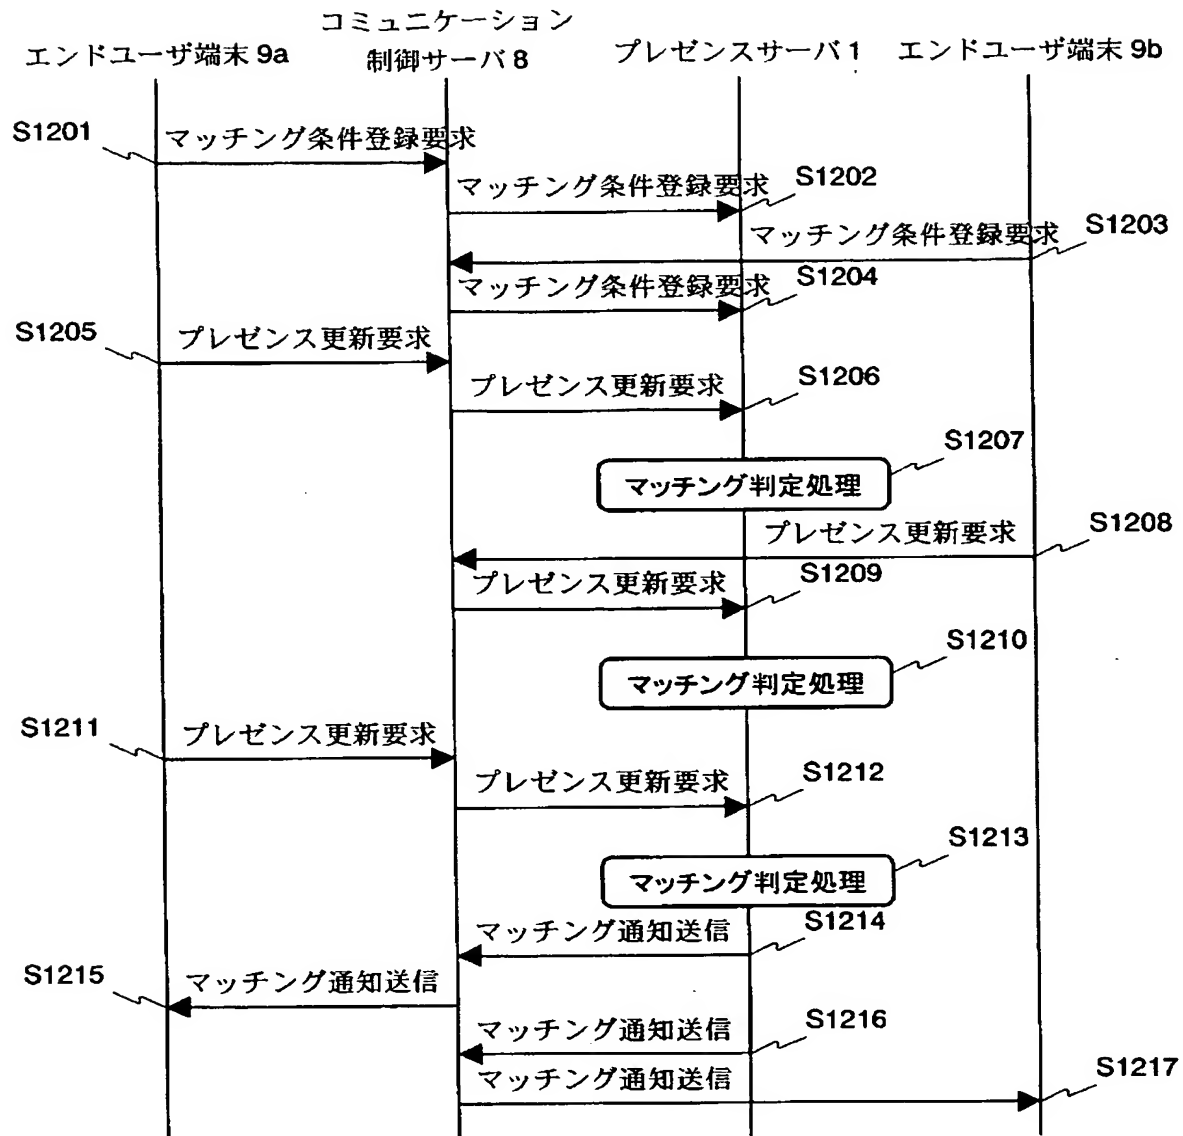 コミュニケーション
エンドユーザ端末 9a
制御サーバ 8
プレゼンスサーバ 1
エンドユーザ端末 9b
S1201
マッチング条件登録要求
マッチング条件登録要求
S1202
マッチング条件登録要求
S1203
マッチング条件登録要求
S1204
S1205
プレゼンス更新要求
プレゼンス更新要求
S1206
S1207
マッチング判定処理
プレゼンス更新要求
S1208
プレゼンス更新要求
S1209
S1210
マッチング判定処理
S1211
プレゼンス更新要求
プレゼンス更新要求
S1212
S1213
マッチング判定処理
マッチング通知送信
S1214
S1215
マッチング通知送信
マッチング通知送信
S1216
マッチング通知送信
S1217